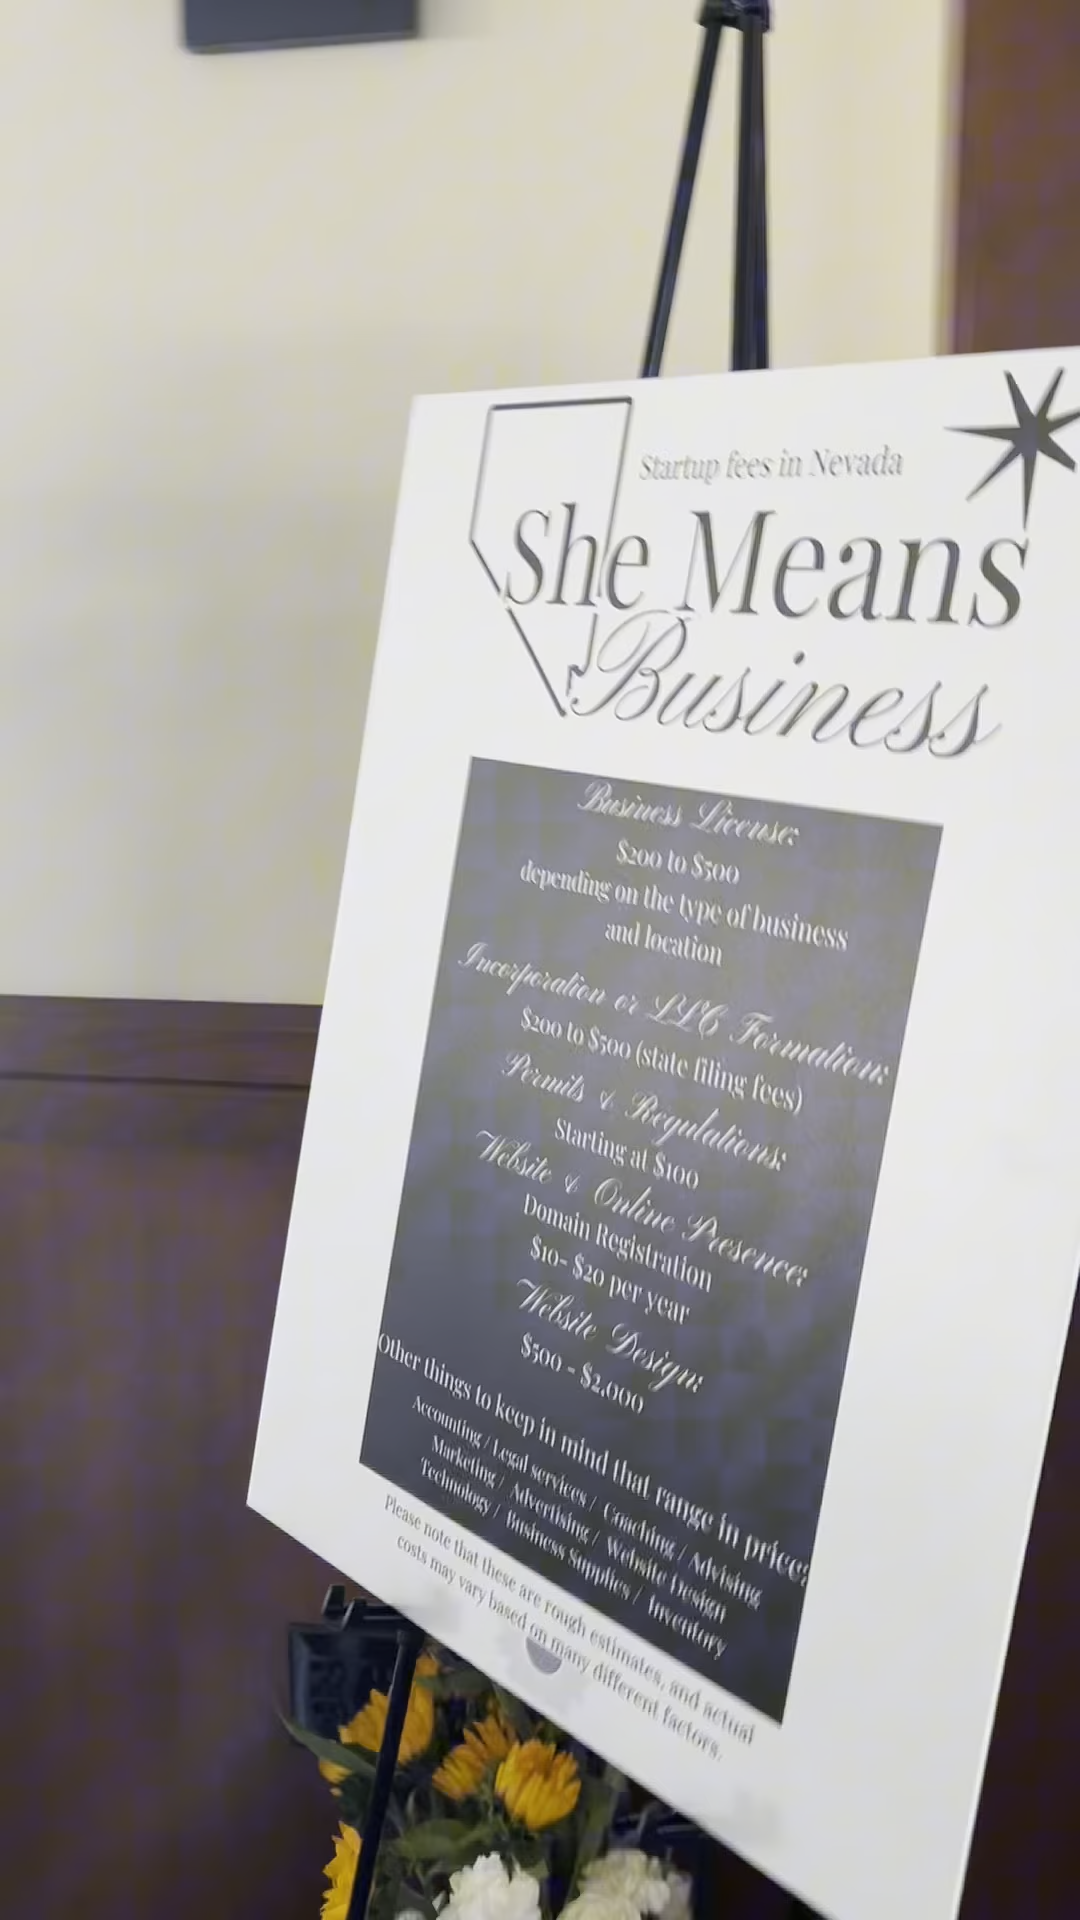 Startup fees in Nevada
She Means
Business
Business License:
$200 to $500
depending on the type of business
and location
Incorporation or LLC Formation:
$200 to $500 (state filing fees)
Permits & Regulations:
Starting at $100
Website & Online Presence:
Domain Registration
$10- $20 per year
Website Design:
$500 - $2,000
Other things to keep in mind that range in price:
Accounting / Legal services / Coaching / Advising
Marketing / Advertising / Website Design
Technology / Business Supplies / Inventory
Please note that these are rough estimates, and actual
costs may vary based on many different factors.